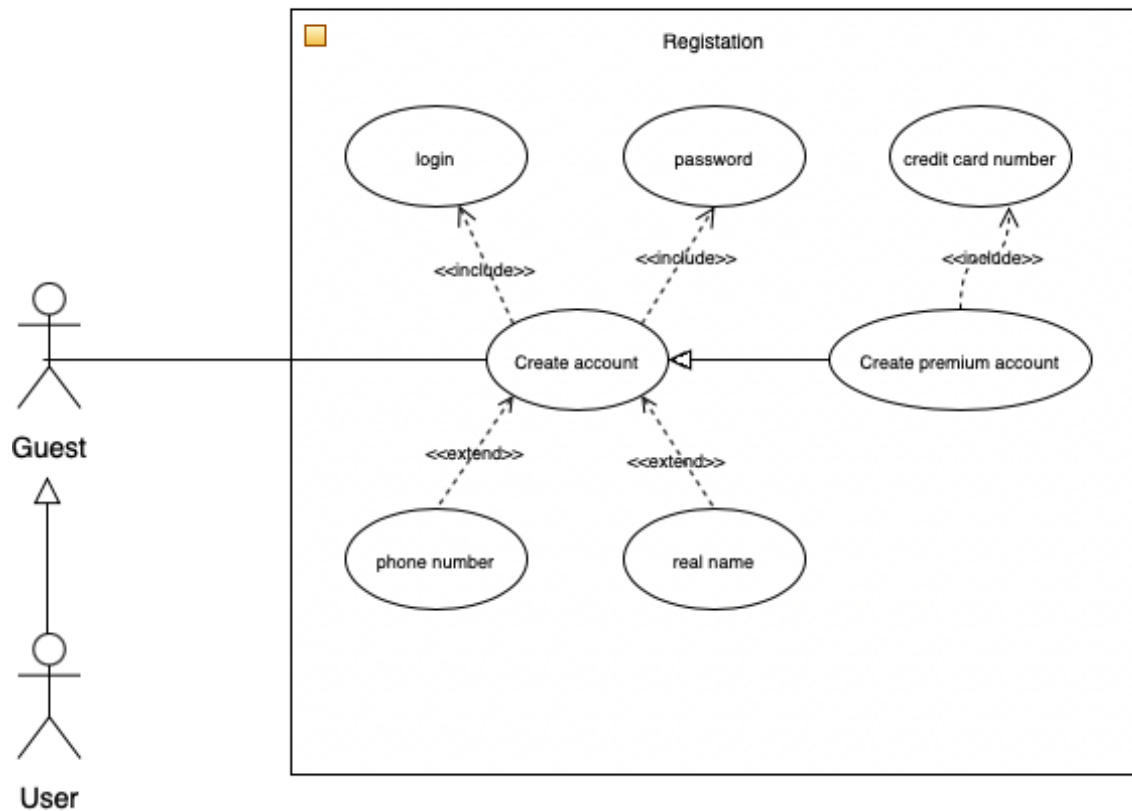 Registation
login
password
credit card number
<<include>>
<<include>>
<<include>>
Create account
Create premium account
Guest
<<extend>>
<<extend>>
phone number
real name
User